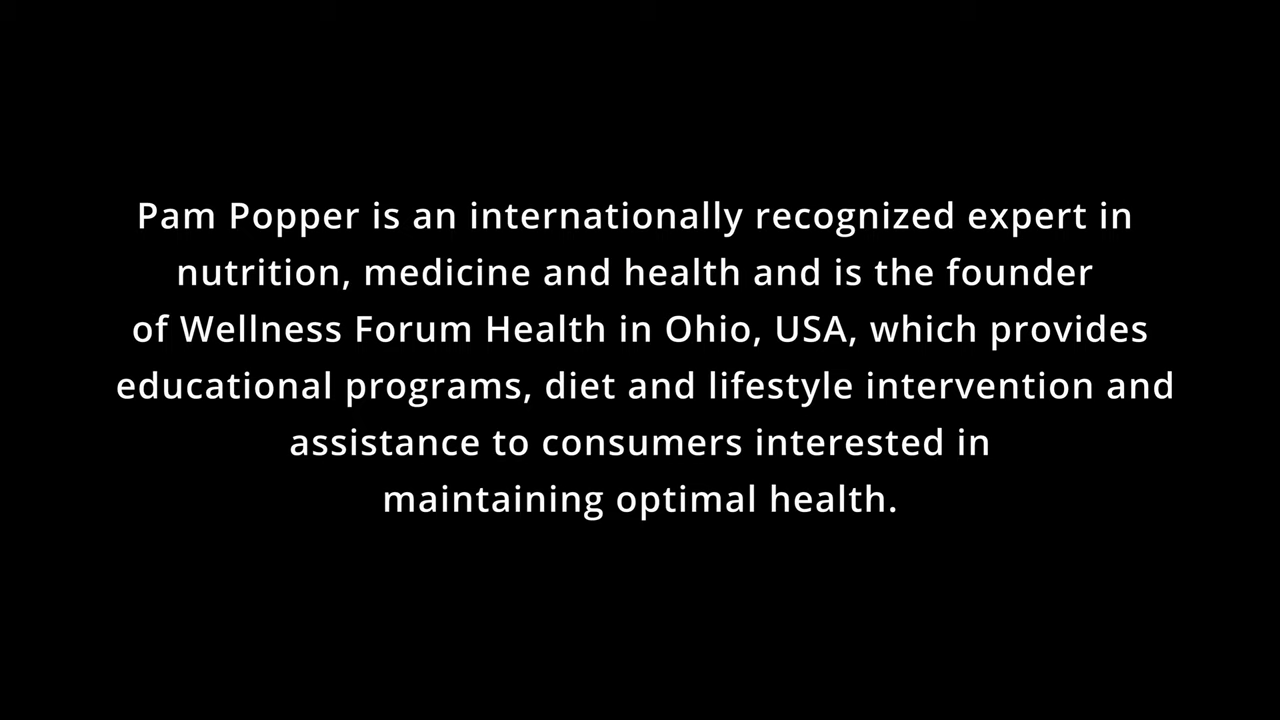 Pam Popper is an internationally recognized expert in
nutrition, medicine and health and is the founder
of Wellness Forum Health in Ohio, USA, which provides
educational programs, diet and lifestyle intervention and
assistance to consumers interested in
maintaining optimal health.